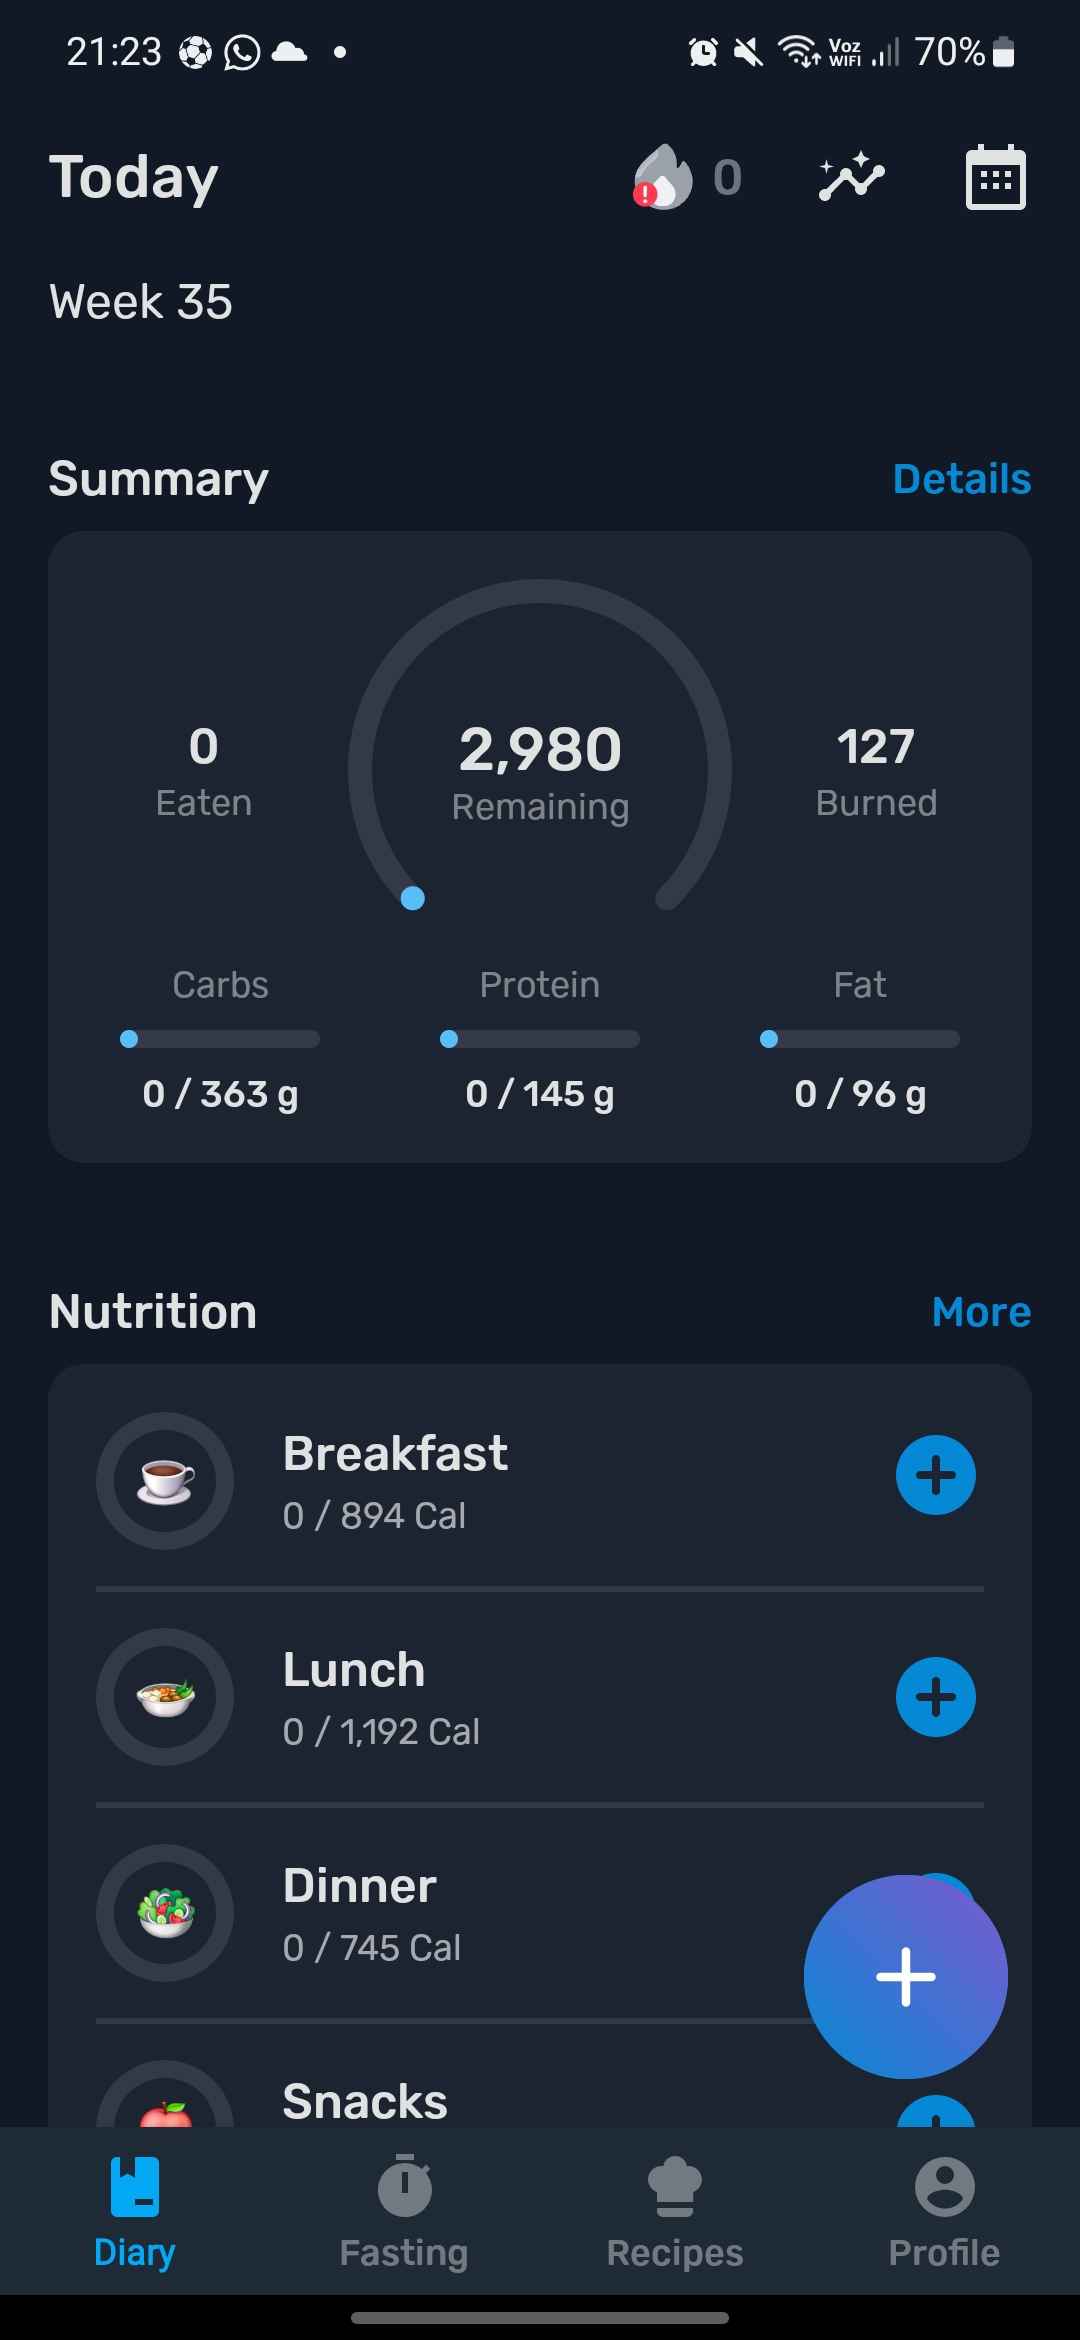 21:23 Voz WIFI 70%
Today 0
Week 35
Summary Details
0 2,980 127
Eaten Remaining Burned
Carbs Protein Fat
0 / 363 g 0 / 145 g 0 / 96 g
Nutrition More
Breakfast
0 / 894 Cal
Lunch
0 / 1,192 Cal
Dinner
0 / 745 Cal
Snacks
Diary Fasting Recipes Profile